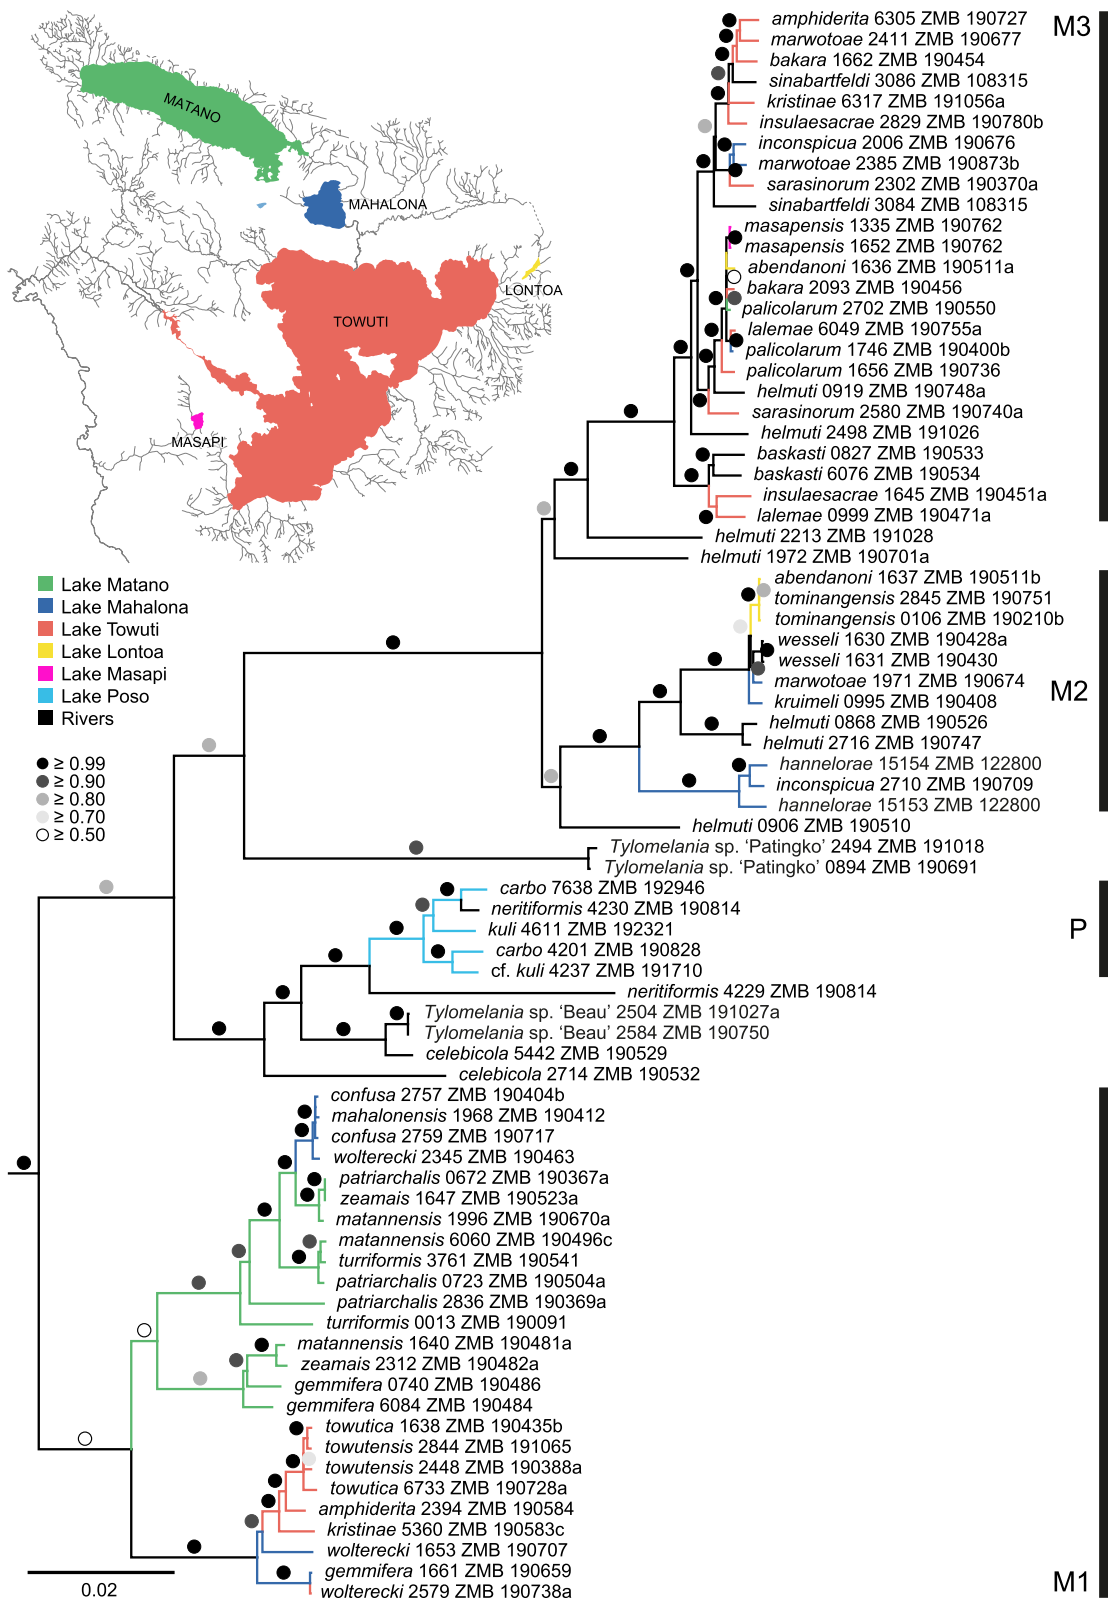 M3
amphiderita 6305 ZMB 190727
marwotoae 2411 ZMB 190677
bakara 1662 ZMB 190454
sinabartfeldi 3086 ZMB 108315
kristinae 6317 ZMB 191056a
insulaesacrae 2829 ZMB 190780b
inconspicua 2006 ZMB 190676
marwotoae 2385 ZMB 190873b
sarasinorum 2302 ZMB 190370a
sinabartfeldi 3084 ZMB 108315
masapensis 1335 ZMB 190762
masapensis 1652 ZMB 190762
abendanoni 1636 ZMB 190511a
bakara 2093 ZMB 190456
palicolarum 2702 ZMB 190550
lalemae 6049 ZMB 190755a
palicolarum 1746 ZMB 190400b
palicolarum 1656 ZMB 190736
helmuti 0919 ZMB 190748a
sarasinorum 2580 ZMB 190740a
helmuti 2498 ZMB 191026
baskasti 0827 ZMB 190533
baskasti 6076 ZMB 190534
insulaesacrae 1645 ZMB 190451a
lalemae 0999 ZMB 190471a
helmuti 2213 ZMB 191028
helmuti 1972 ZMB 190701a
MATANO
MAHALONA
LONTOA
TOWUTI
MASAPI
Lake Matano
Lake Mahalona
Lake Towuti
Lake Lontoa
Lake Masapi
Lake Poso
Rivers
≥ 0.99
≥ 0.90
≥ 0.80
≥ 0.70
≥ 0.50
M2
abendanoni 1637 ZMB 190511b
tominangensis 2845 ZMB 190751
tominangensis 0106 ZMB 190210b
wesseli 1630 ZMB 190428a
wesseli 1631 ZMB 190430
marwotoae 1971 ZMB 190674
kruimeli 0995 ZMB 190408
helmuti 0868 ZMB 190526
helmuti 2716 ZMB 190747
hannelorae 15154 ZMB 122800
inconspicua 2710 ZMB 190709
hannelorae 15153 ZMB 122800
helmuti 0906 ZMB 190510
Tylomelania sp. ‘Patingko’ 2494 ZMB 191018
Tylomelania sp. ‘Patingko’ 0894 ZMB 190691
P
carbo 7638 ZMB 192946
neritiformis 4230 ZMB 190814
kuli 4611 ZMB 192321
carbo 4201 ZMB 190828
cf. kuli 4237 ZMB 191710
neritiformis 4229 ZMB 190814
Tylomelania sp. ‘Beau’ 2504 ZMB 191027a
Tylomelania sp. ‘Beau’ 2584 ZMB 190750
celebicola 5442 ZMB 190529
celebicola 2714 ZMB 190532
confusa 2757 ZMB 190404b
mahalonensis 1968 ZMB 190412
confusa 2759 ZMB 190717
wolterecki 2345 ZMB 190463
patriarchalis 0672 ZMB 190367a
zeamais 1647 ZMB 190523a
matannensis 1996 ZMB 190670a
matannensis 6060 ZMB 190496c
turriformis 3761 ZMB 190541
patriarchalis 0723 ZMB 190504a
patriarchalis 2836 ZMB 190369a
turriformis 0013 ZMB 190091
matannensis 1640 ZMB 190481a
zeamais 2312 ZMB 190482a
gemmifera 0740 ZMB 190486
gemmifera 6084 ZMB 190484
towutica 1638 ZMB 190435b
towutensis 2844 ZMB 191065
towutensis 2448 ZMB 190388a
towutica 6733 ZMB 190728a
amphiderita 2394 ZMB 190584
kristinae 5360 ZMB 190583c
wolterecki 1653 ZMB 190707
gemmifera 1661 ZMB 190659
wolterecki 2579 ZMB 190738a
M1
0.02